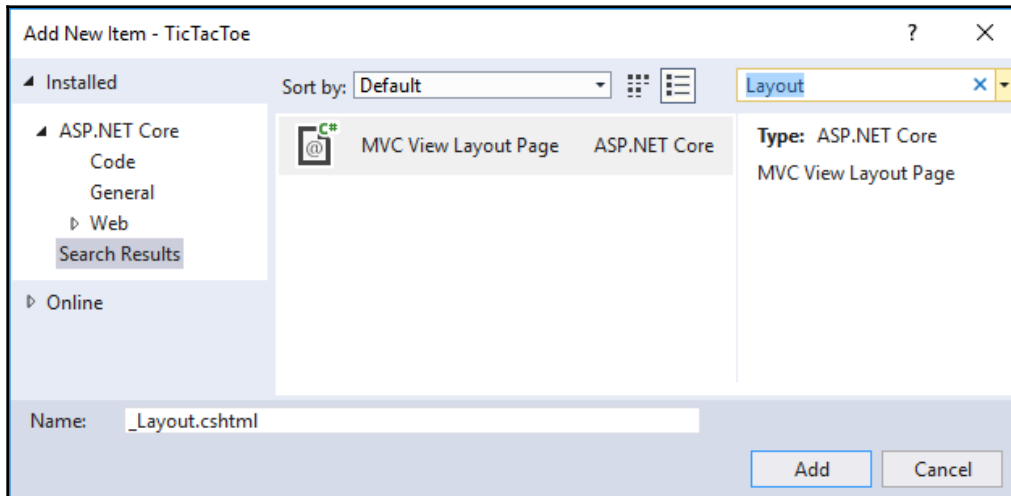 Add New Item - TicTacToe
?
Installed
Sort by: Default
Layout
ASP.NET Core
Code
General
Web
Search Results
Online
C#
@
MVC View Layout Page ASP.NET Core
Type: ASP.NET Core
MVC View Layout Page
Name: _Layout.cshtml
Add Cancel